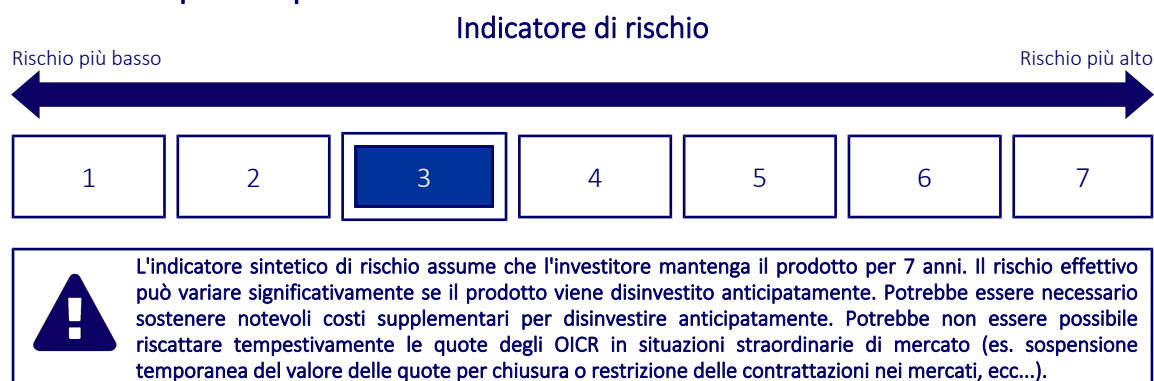 Indicatore di rischio
Rischio più basso
Rischio più alto
1 2 3 4 5 6 7
L'indicatore sintetico di rischio assume che l'investitore mantenga il prodotto per 7 anni. Il rischio effettivo
può variare significativamente se il prodotto viene disinvestito anticipatamente. Potrebbe essere necessario
sostenere notevoli costi supplementari per disinvestire anticipatamente. Potrebbe non essere possibile
riscattare tempestivamente le quote degli OICR in situazioni straordinarie di mercato (es. sospensione
temporanea del valore delle quote per chiusura o restrizione delle contrattazioni nei mercati, ecc...).